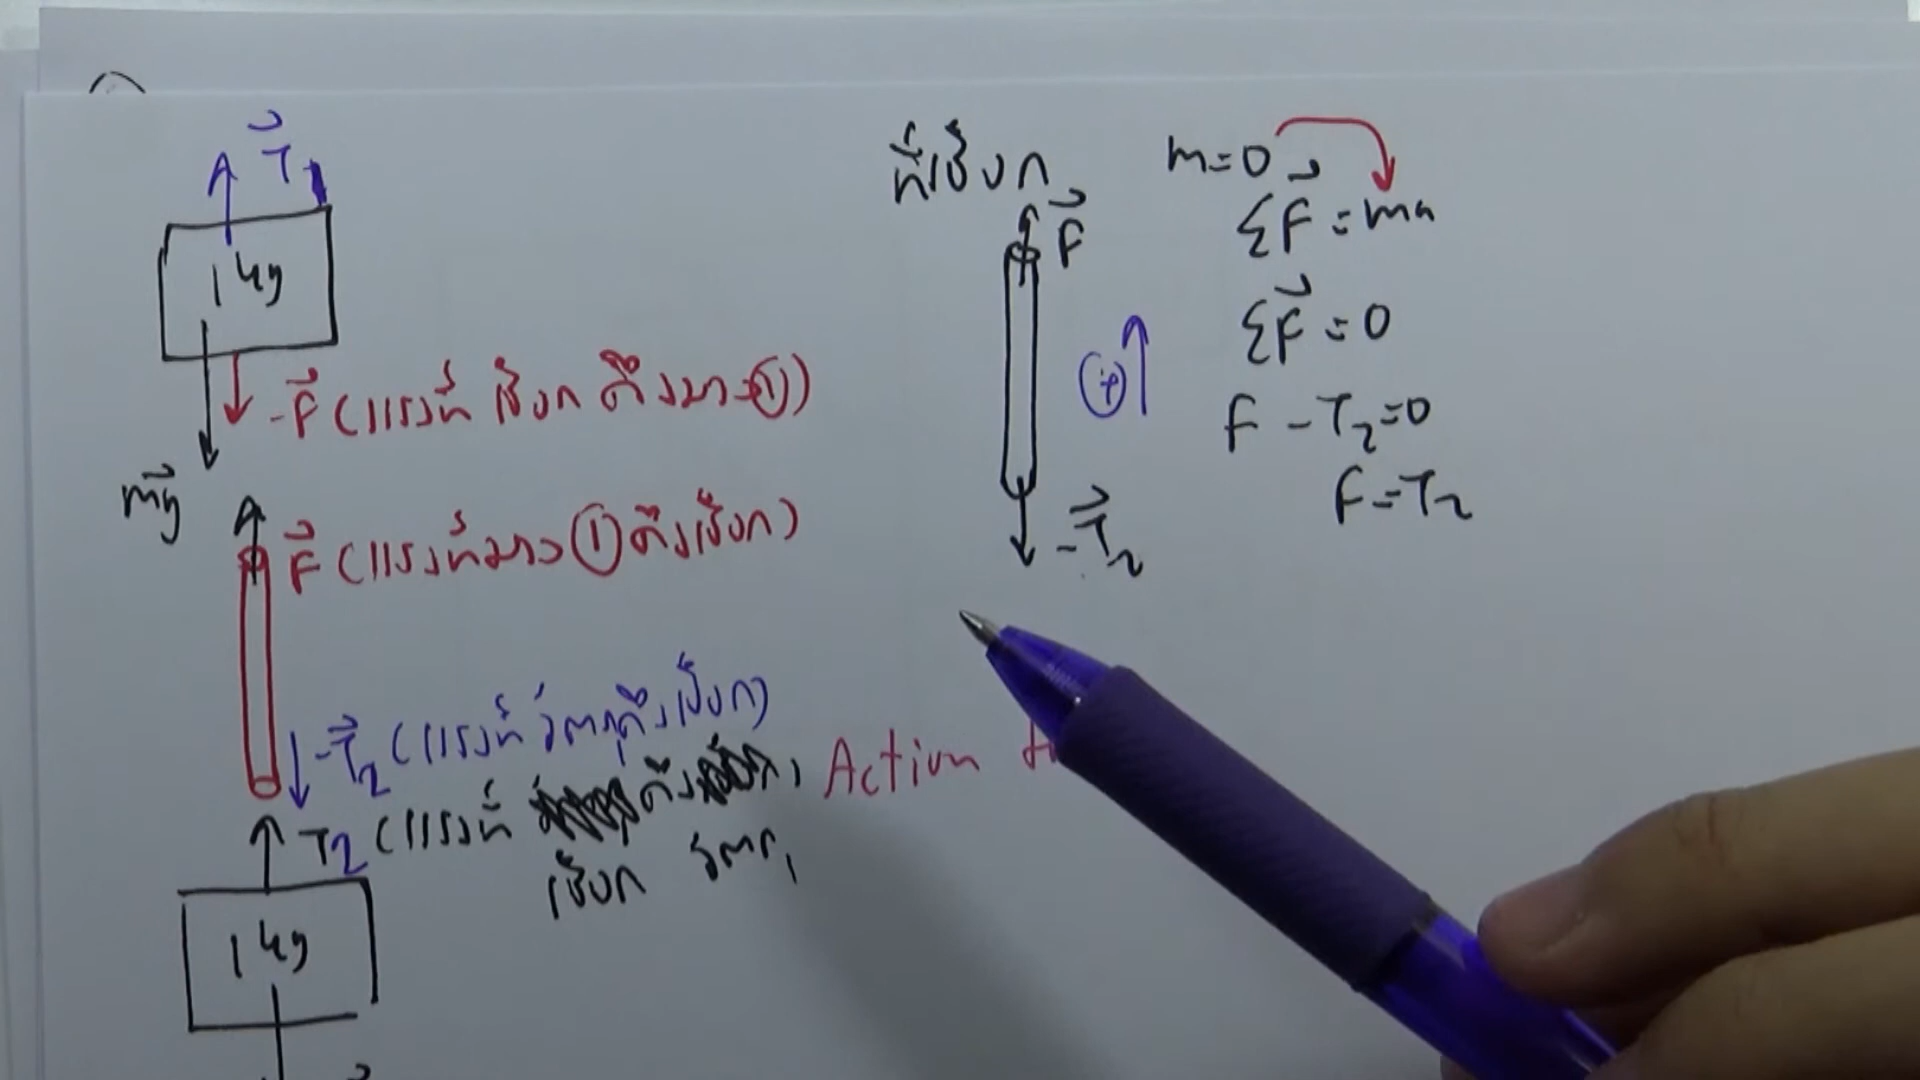 T⃗₁
1 kg
-F⃗ (แรงที่ เชือก ดึงมวล ①)
mg⃗
F⃗ (แรงที่มวล ① ดึงเชือก)
-T⃗₂ (แรงที่ วัตถุดึงเชือก)
T₂ (แรงที่ ดึง
เชือก วัตถุ
Action
1 kg
ที่เชือก
F⃗
(+)
-T⃗₂
m=0
ΣF⃗ = ma
ΣF⃗ = 0
F - T₂ = 0
F = T₂